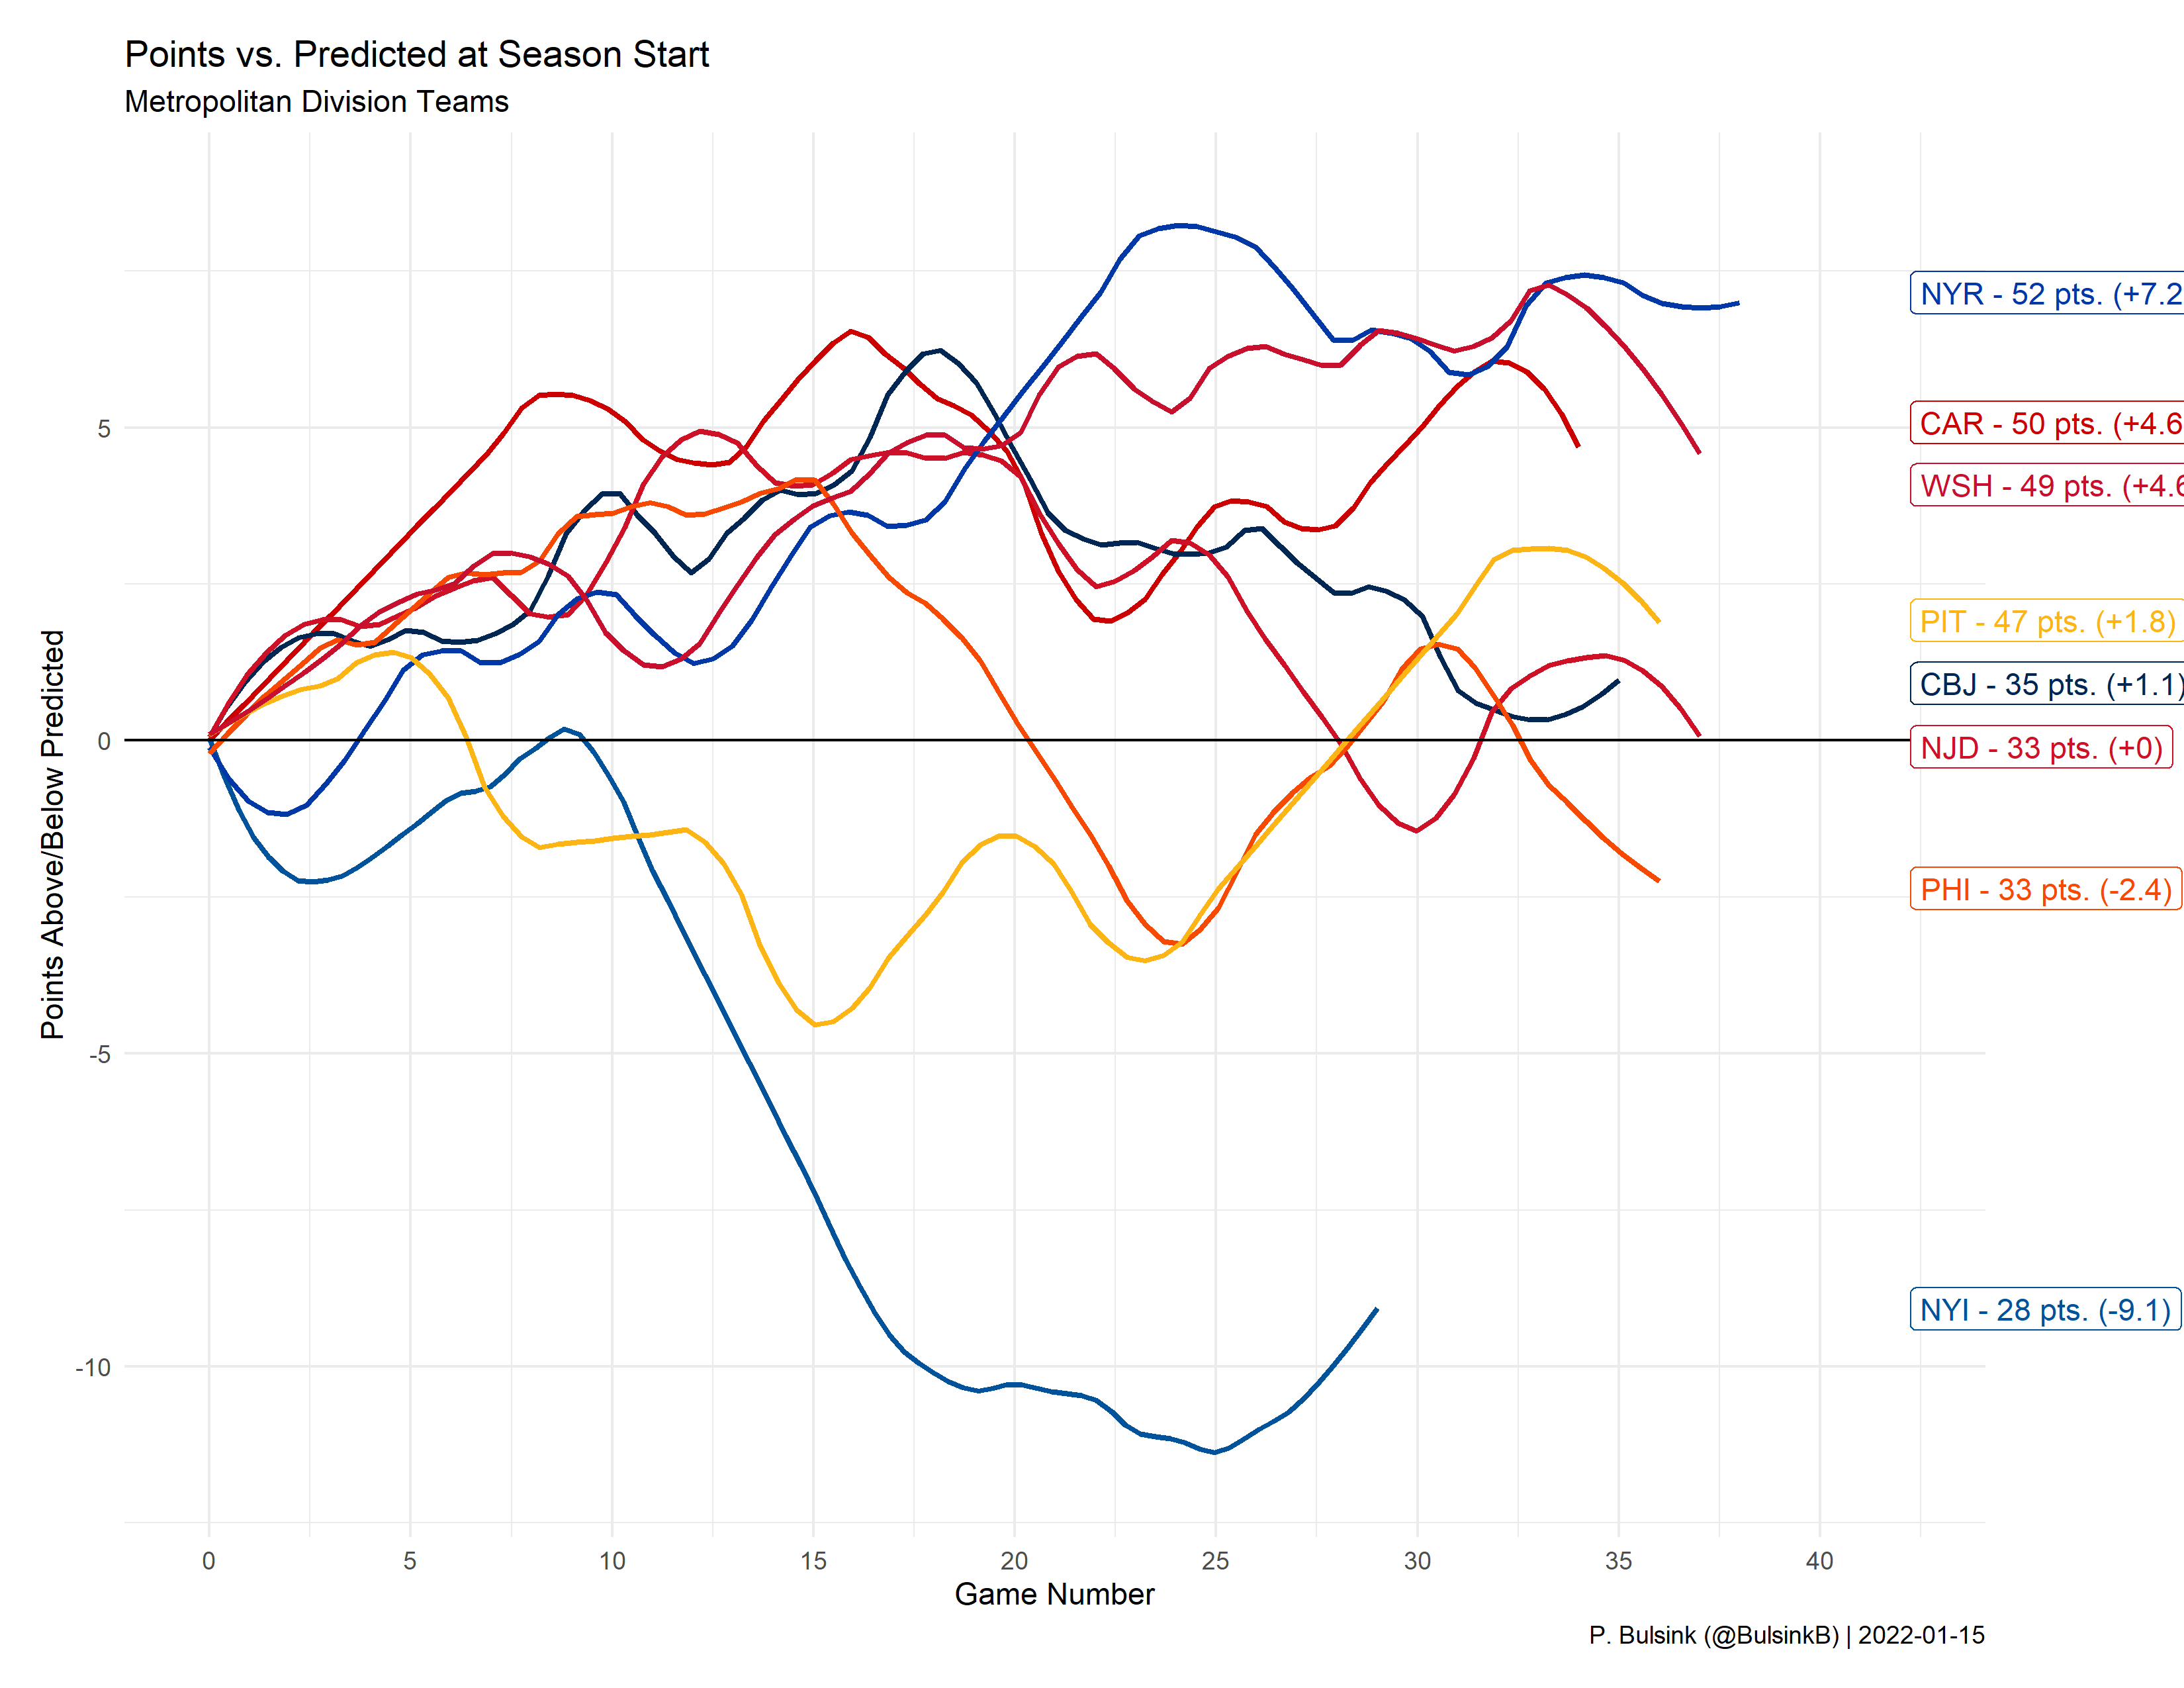 Points vs. Predicted at Season Start
Metropolitan Division Teams
Points Above/Below Predicted
5
0
-5
-10
NYR - 52 pts. (+7.2
CAR - 50 pts. (+4.6
WSH - 49 pts. (+4.6
PIT - 47 pts. (+1.8)
CBJ - 35 pts. (+1.1)
NJD - 33 pts. (+0)
PHI - 33 pts. (-2.4)
NYI - 28 pts. (-9.1)
0 5 10 15 20 25 30 35 40
Game Number
P. Bulsink (@BulsinkB) | 2022-01-15